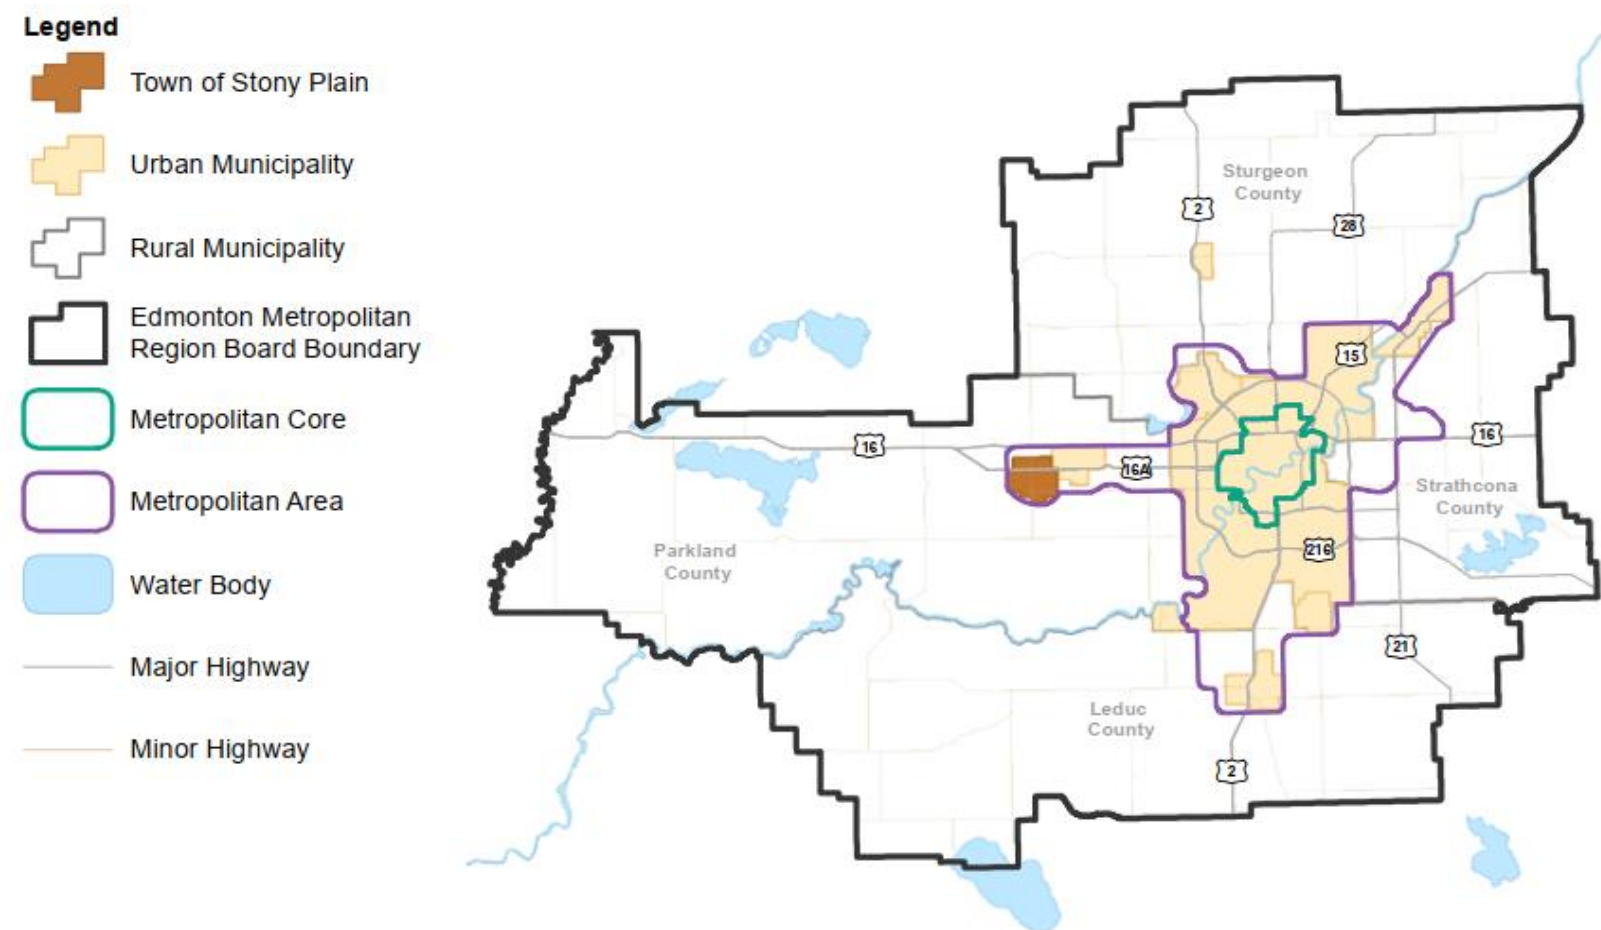 Legend
Town of Stony Plain
Urban Municipality
Rural Municipality
Edmonton Metropolitan
Region Board Boundary
Metropolitan Core
Metropolitan Area
Water Body
Major Highway
Minor Highway
Sturgeon
County
2
28
15
16
16A
16
Strathcona
County
216
Parkland
County
21
Leduc
County
2